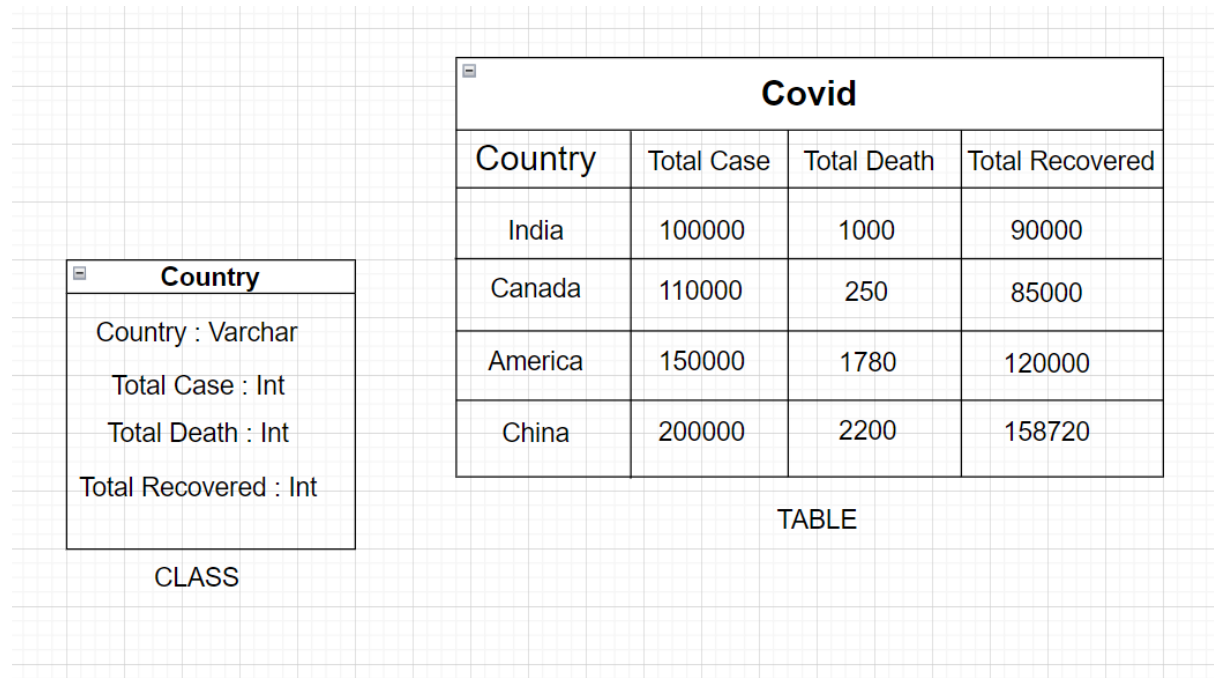 Covid
Country Total Case Total Death Total Recovered
India 100000 1000 90000
Canada 110000 250 85000
America 150000 1780 120000
China 200000 2200 158720
TABLE
Country
Country : Varchar
Total Case : Int
Total Death : Int
Total Recovered : Int
CLASS